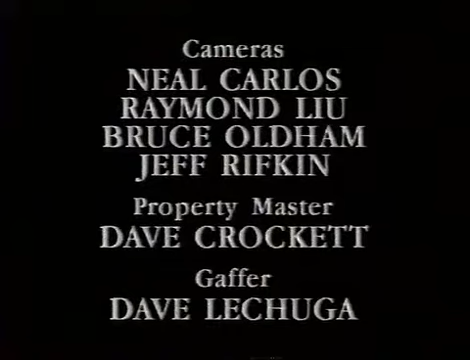 Cameras
NEAL CARLOS
RAYMOND LIU
BRUCE OLDHAM
JEFF RIFKIN
Property Master
DAVE CROCKETT
Gaffer
DAVE LECHUGA